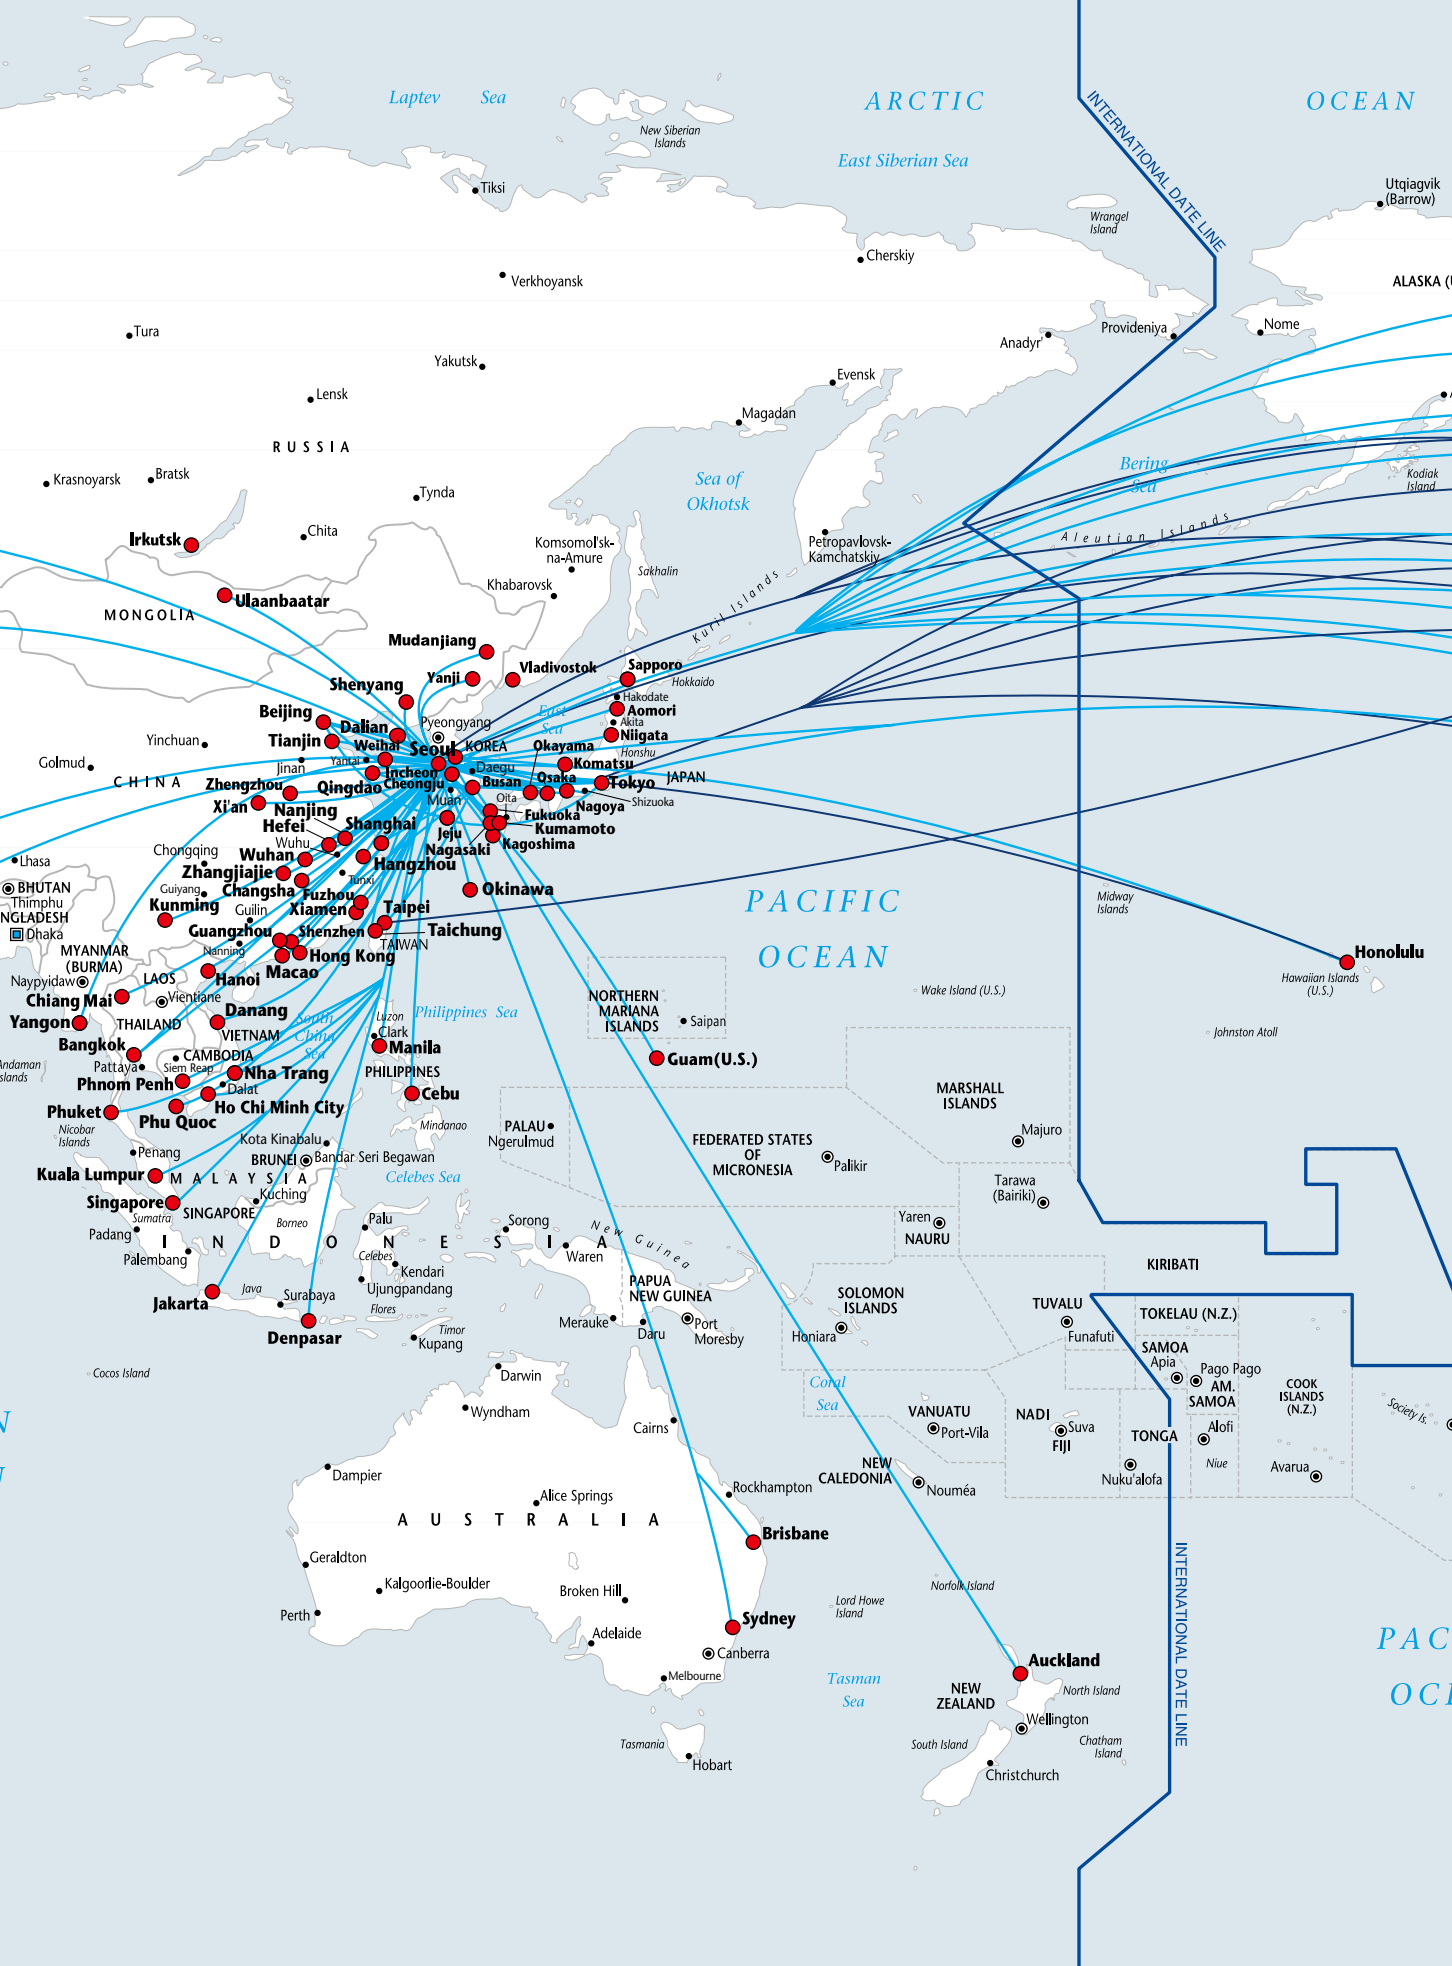 Laptev Sea
ARCTIC
OCEAN
New Siberian
Islands
East Siberian Sea
INTERNATIONAL DATE LINE
Tiksi
Utqiagvik
(Barrow)
Wrangel
Island
Cherskiy
Verkhoyansk
ALASKA (U
Tura
Anadyr'
Provideniya
Nome
Yakutsk
Evensk
Lensk
Magadan
RUSSIA
Bering
Sea
Krasnoyarsk
Bratsk
Sea of
Okhotsk
Kodiak
Island
Tynda
Irkutsk
Chita
Komsomol'sk-
na-Amure
Petropavlovsk-
Kamchatskiy
Aleutian Islands
Sakhalin
Khabarovsk
Kuril Islands
Ulaanbaatar
MONGOLIA
Mudanjiang
Yanji
Vladivostok
Sapporo
Hokkaido
Shenyang
Hakodate
Aomori
Beijing
Dalian
Pyeongyang
East
Sea
Akita
Niigata
Yinchuan
Tianjin
Weihai
Seoul
KOREA
Okayama
Honshu
Golmud
CHINA
Jinan
Yantai
Incheon
Daegu
Komatsu
Zhengzhou
Qingdao
Cheongju
Busan
Osaka
Tokyo
JAPAN
Xi'an
Nanjing
Muan
Oita
Nagoya
Shizuoka
Hefei
Shanghai
Jeju
Fukuoka
Kumamoto
Wuhu
Nagasaki
Kagoshima
Lhasa
Chongqing
Wuhan
Hangzhou
Zhangjiajie
Tunxi
BHUTAN
Thimphu
Guiyang
Changsha
Fuzhou
Okinawa
Kunming
Guilin
Xiamen
Taipei
PACIFIC
OCEAN
Midway
Islands
NGLADESH
Dhaka
Guangzhou
Shenzhen
Taichung
TAIWAN
MYANMAR
(BURMA)
Nanning
Hong Kong
Macao
Honolulu
Hawaiian Islands
(U.S.)
Naypyidaw
LAOS
Hanoi
Chiang Mai
Vientiane
Wake Island (U.S.)
NORTHERN
MARIANA
ISLANDS
Saipan
Yangon
THAILAND
Danang
VIETNAM
South
China
Sea
Luzon
Philippines Sea
Clark
Johnston Atoll
Bangkok
CAMBODIA
Manila
Guam(U.S.)
Andaman
slands
Pattaya
Siem Reap
Nha Trang
PHILIPPINES
Phnom Penh
Dalat
Cebu
MARSHALL
ISLANDS
Phuket
Phu Quoc
Ho Chi Minh City
Nicobar
Islands
Mindanao
PALAU
Ngerulmud
Majuro
Kota Kinabalu
FEDERATED STATES
OF
MICRONESIA
Penang
BRUNEI
Bandar Seri Begawan
Palikir
Kuala Lumpur
MALAYSIA
Celebes Sea
Singapore
SINGAPORE
Kuching
Tarawa
(Bairiki)
Sumatra
Borneo
Palu
Sorong
New Guinea
Yaren
NAURU
Padang
INDONESIA
Palembang
Celebes
Waren
Kendari
KIRIBATI
Java
Ujungpandang
PAPUA
NEW GUINEA
SOLOMON
ISLANDS
Jakarta
Surabaya
Flores
TUVALU
TOKELAU (N.Z.)
Denpasar
Timor
Kupang
Merauke
Daru
Port
Moresby
Honiara
Funafuti
SAMOA
Apia
Pago Pago
AM.
SAMOA
Cocos Island
Darwin
Coral
Sea
COOK
ISLANDS
(N.Z.)
Society Is.
Wyndham
Cairns
VANUATU
Port-Vila
NADI
Suva
FIJI
TONGA
Alofi
N
Dampier
NEW
CALEDONIA
Nouméa
Nuku'alofa
Niue
Avarua
Alice Springs
Rockhampton
AUSTRALIA
Brisbane
Geraldton
Kalgoorlie-Boulder
Broken Hill
Norfolk Island
INTERNATIONAL DATE LINE
Perth
Lord Howe
Island
Sydney
Adelaide
Canberra
PAC
Melbourne
Tasman
Sea
Auckland
NEW
ZEALAND
North Island
Wellington
Tasmania
Hobart
South Island
Chatham
Island
Christchurch